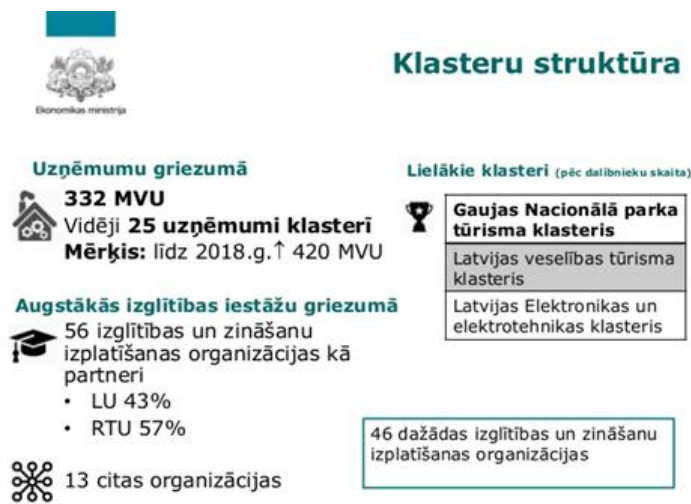 Ekonomikas ministrija
Klasteru struktūra
Uzņēmumu griezumā
332 MVU
Vidēji 25 uzņēmumi klasterī
Mērķis: līdz 2018.g.↑ 420 MVU
Augstākās izglītības iestāžu griezumā
56 izglītības un zināšanu
izplatīšanas organizācijas kā
partneri
• LU 43%
• RTU 57%
13 citas organizācijas
Lielākie klasteri (pēc dalībnieku skaita)
Gaujas Nacionālā parka
tūrisma klasteris
Latvijas veselības tūrisma
klasteris
Latvijas Elektronikas un
elektrotehnikas klasteris
46 dažādas izglītības un zināšanu
izplatīšanas organizācijas